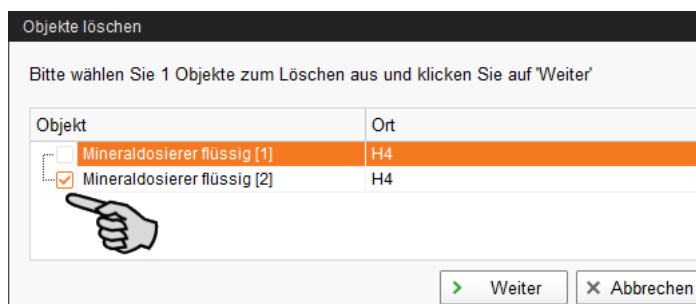 Objekte löschen
Bitte wählen Sie 1 Objekte zum Löschen aus und klicken Sie auf 'Weiter'
Objekt Ort
Mineraldosierer flüssig [1] H4
Mineraldosierer flüssig [2] H4
Weiter Abbrechen